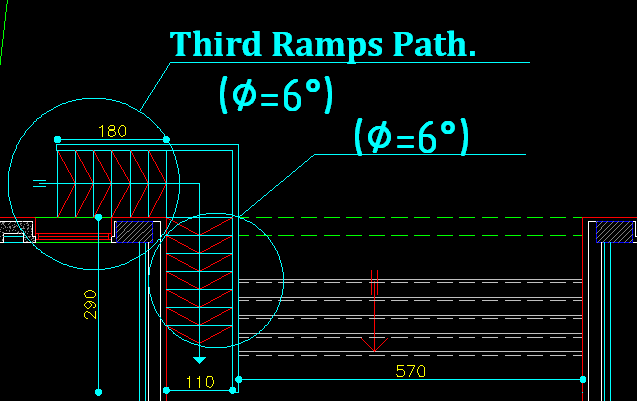 Third Ramps Path.
(Φ=6°)
(Φ=6°)
180
290
110
570